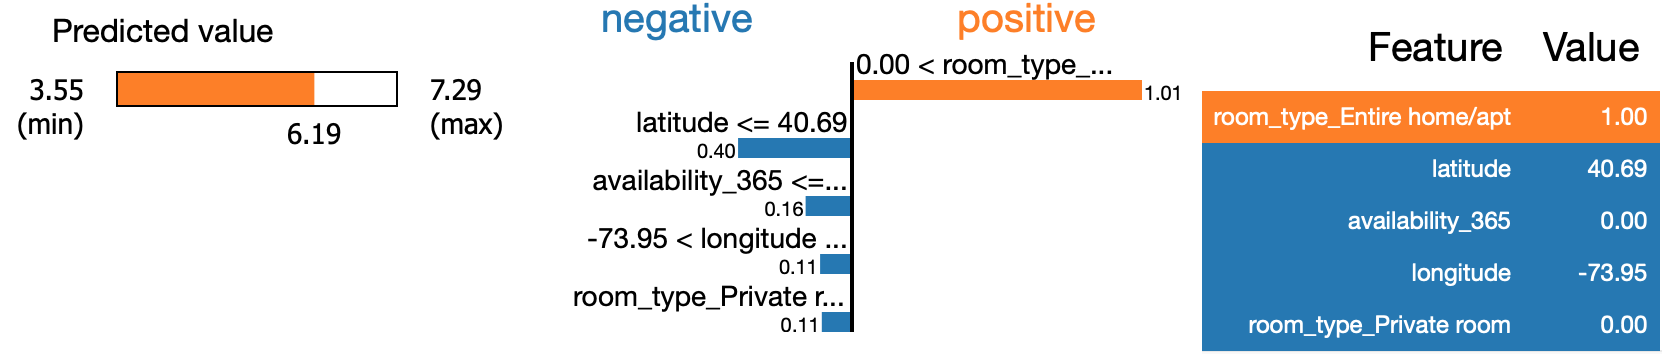 Predicted value
3.55
(min)
6.19
7.29
(max)
negative
positive
0.00 < room_type_...
1.01
latitude <= 40.69
0.40
availability_365 <=...
0.16
-73.95 < longitude ...
0.11
room_type_Private r...
0.11
Feature Value
room_type_Entire home/apt 1.00
latitude 40.69
availability_365 0.00
longitude -73.95
room_type_Private room 0.00